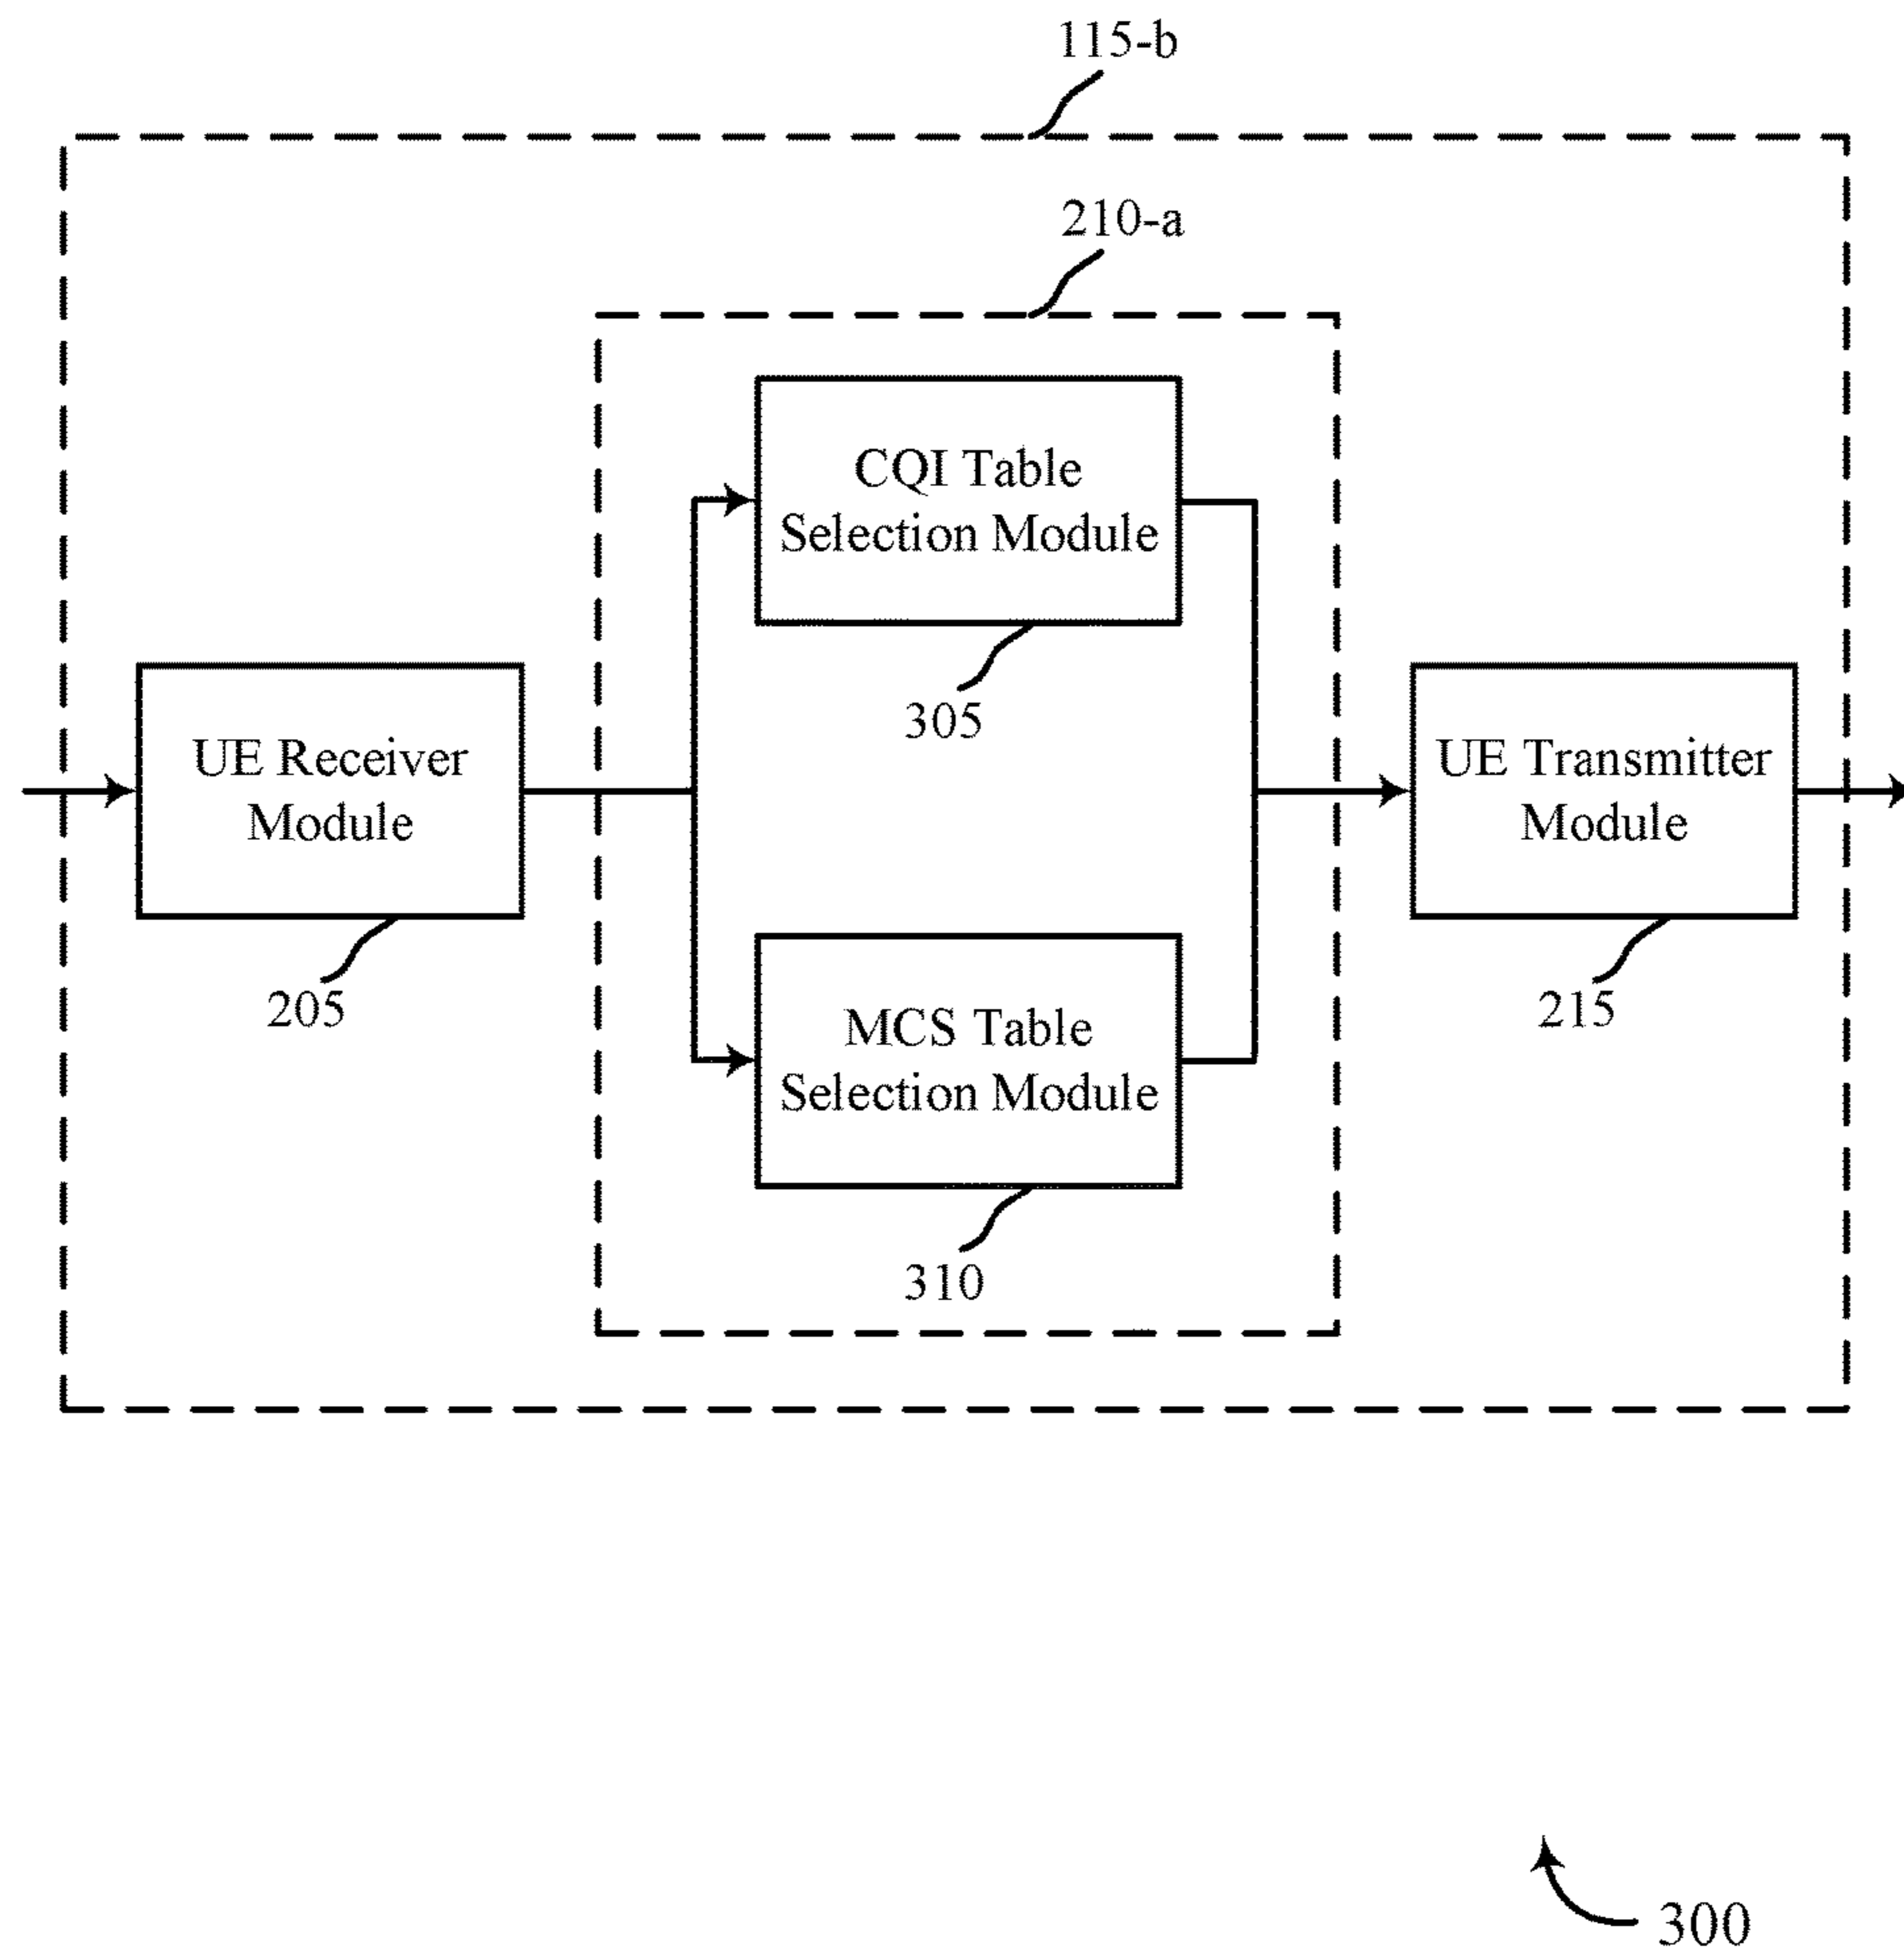 115-b
210-a
CQI Table
Selection Module
305
UE Receiver
Module
205
UE Transmitter
Module
215
MCS Table
Selection Module
310
300